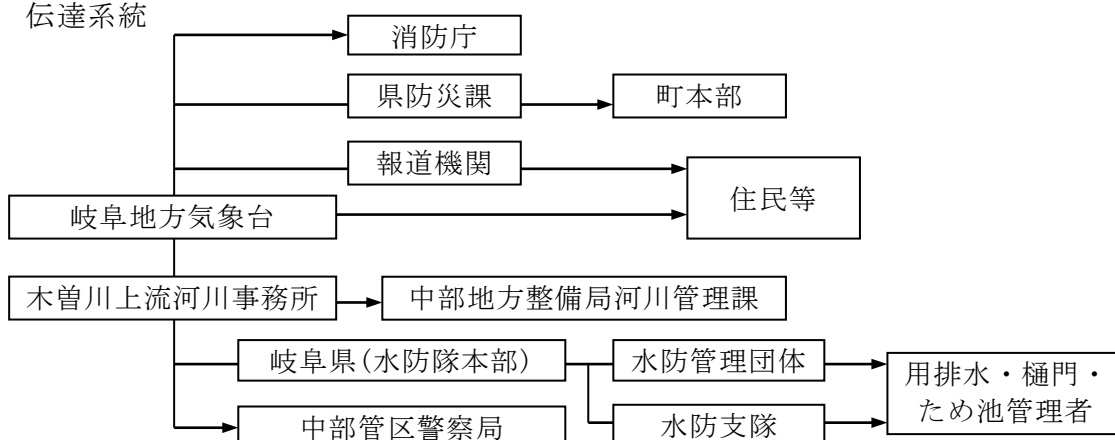 伝達系統
消防庁
県防災課
町本部
報道機関
住民等
岐阜地方気象台
木曽川上流河川事務所
中部地方整備局河川管理課
岐阜県(水防隊本部)
水防管理団体
用排水・樋門・
ため池管理者
中部管区警察局
水防支隊